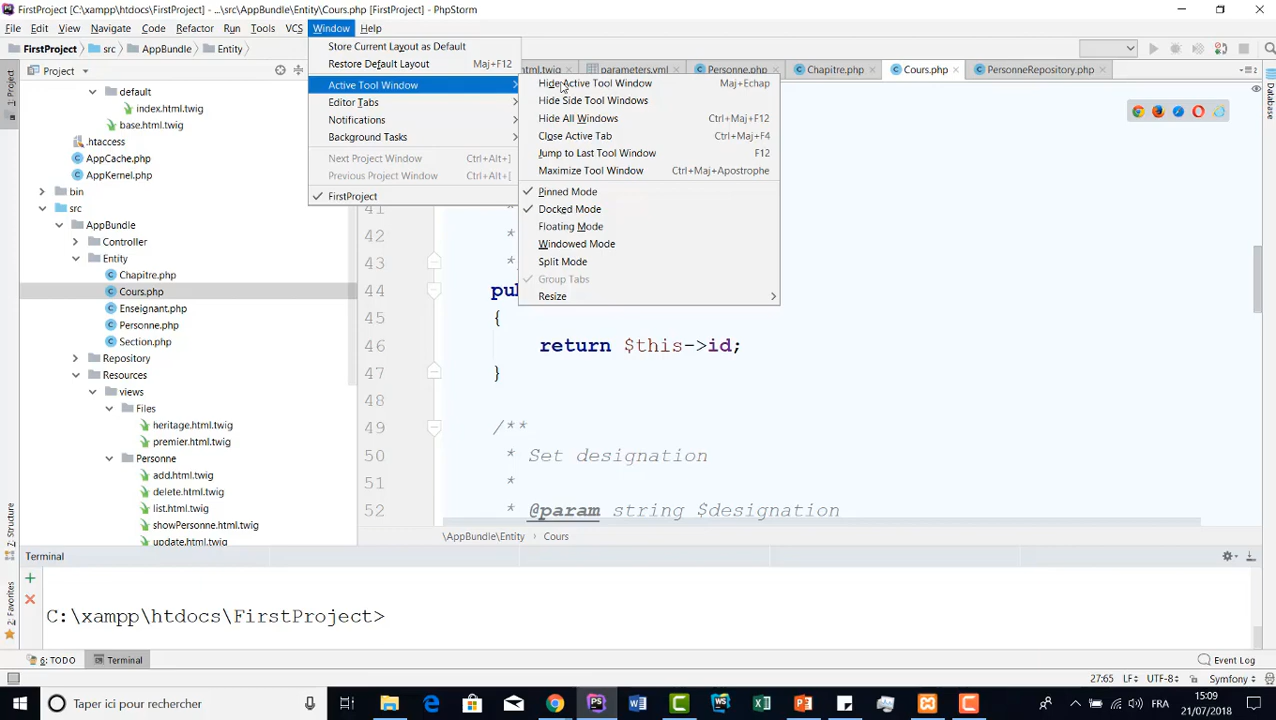 FirstProject [C:\xampp\htdocs\FirstProject] - ...\src\AppBundle\Entity\Cours.php [FirstProject] - PhpStorm
File Edit View Navigate Code Refactor Run Tools VCS Window Help
FirstProject src AppBundle Entity
Project
1: Project
7: Structure
2: Favorites
default
index.html.twig
base.html.twig
.htaccess
AppCache.php
AppKernel.php
bin
src
AppBundle
Controller
Entity
Chapitre.php
Cours.php
Enseignant.php
Personne.php
Section.php
Repository
Resources
views
Files
heritage.html.twig
premier.html.twig
Personne
add.html.twig
delete.html.twig
list.html.twig
showPersonne.html.twig
update.html.twig
Store Current Layout as Default
Restore Default Layout Maj+F12
Active Tool Window
Editor Tabs
Notifications
Background Tasks
Next Project Window Ctrl+Alt+]
Previous Project Window Ctrl+Alt+[
FirstProject
Hide Active Tool Window Maj+Echap
Hide Side Tool Windows
Hide All Windows Ctrl+Maj+F12
Close Active Tab Ctrl+Maj+F4
Jump to Last Tool Window F12
Maximize Tool Window Ctrl+Maj+Apostrophe
Pinned Mode
Docked Mode
Floating Mode
Windowed Mode
Split Mode
Group Tabs
Resize
html.twig parameters.yml Personne.php Chapitre.php Cours.php PersonneRepository.php
41 *
42 *
43 *
44 pu
45 {
46 return $this->id;
47 }
48
49 /**
50 * Set designation
51 *
52 * @param string $designation
\AppBundle\Entity Cours
Terminal
C:\xampp\htdocs\FirstProject>
6: TODO Terminal Event Log
27:65 LF UTF-8 Symfony
Taper ici pour rechercher
FRA
15:09
21/07/2018